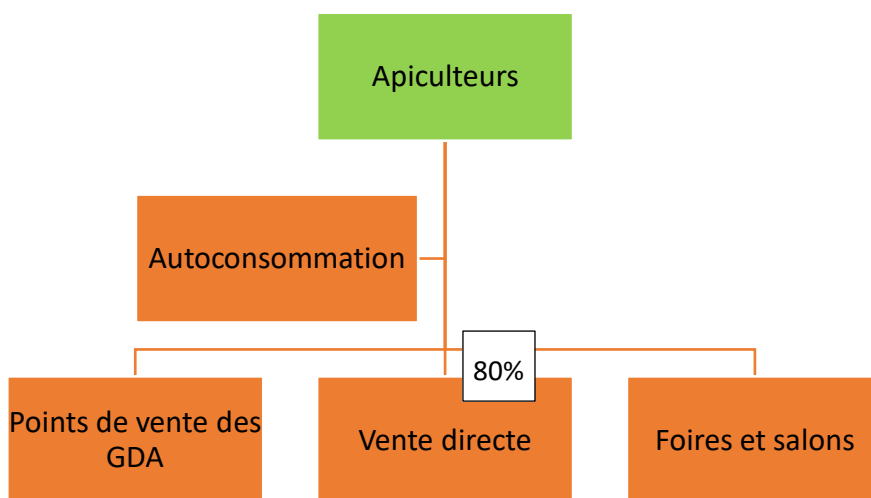 Apiculteurs
Autoconsommation
80%
Points de vente des
GDA
Vente directe
Foires et salons